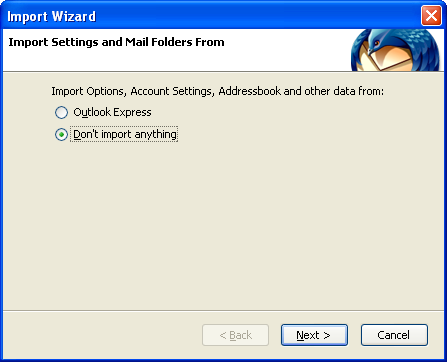 Import Wizard
Import Settings and Mail Folders From
Import Options, Account Settings, Addressbook and other data from:
Outlook Express
Don't import anything
< Back Next > Cancel